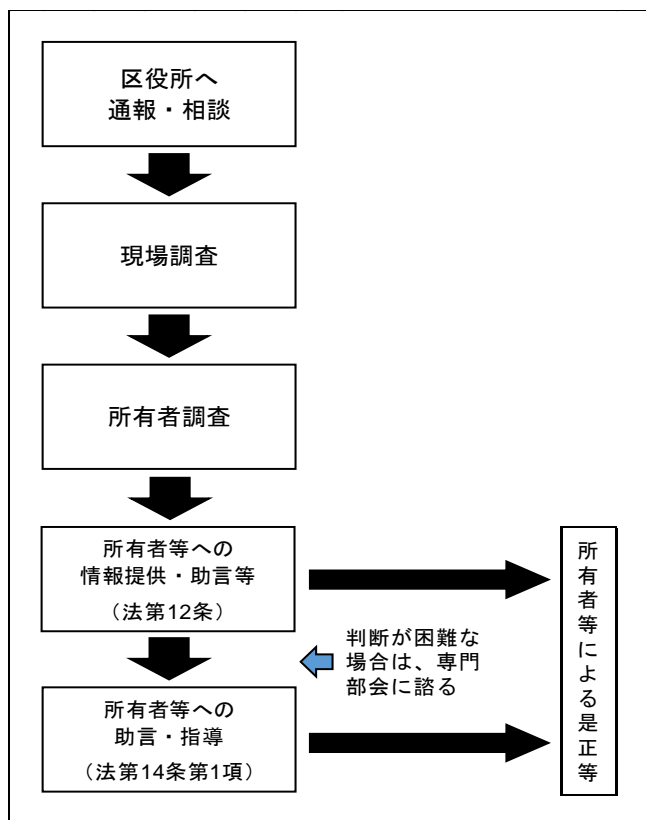 区役所へ
通報・相談
現場調査
所有者調査
所有者等への
情報提供・助言等
（法第12条）
判断が困難な
場合は、専門
部会に諮る
所有者等への
助言・指導
（法第14条第1項）
所有者等による是正等